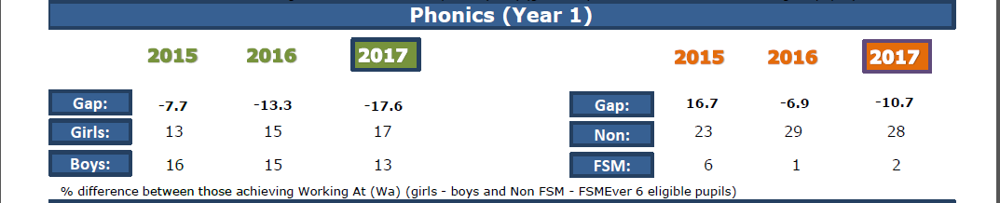 Phonics (Year 1)
2015 2016 2017 2015 2016 2017
Gap: -7.7 -13.3 -17.6 Gap: 16.7 -6.9 -10.7
Girls: 13 15 17 Non: 23 29 28
Boys: 16 15 13 FSM: 6 1 2
% difference between those achieving Working At (Wa) (girls - boys and Non FSM - FSMEver 6 eligible pupils)